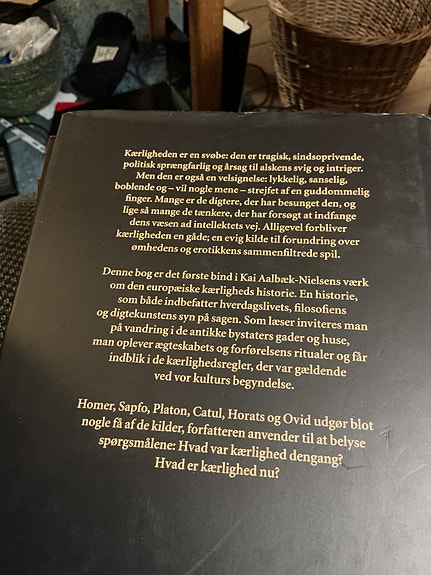 Kærligheden er en svøbe: den er tragisk, sindsoprivende,
politisk sprængfarlig og årsag til alskens svig og intriger.
Men den er også en velsignelse: lykkelig, sanselig,
boblende og – vil nogle mene – strejfet af en guddommelig
finger. Mange er de digtere, der har besunget den, og
lige så mange de tænkere, der har forsøgt at indfange
dens væsen ad intellektets vej. Alligevel forbliver
kærligheden en gåde; en evig kilde til forundring over
ømhedens og erotikkens sammenfiltrede spil.
Denne bog er det første bind i Kai Aalbæk-Nielsens værk
om den europæiske kærligheds historie. En historie,
som både indbefatter hverdagslivets, filosofiens
og digtekunstens syn på sagen. Som læser inviteres man
på vandring i de antikke bystaters gader og huse,
man oplever ægteskabets og forførelsens ritualer og får
indblik i de kærlighedsregler, der var gældende
ved vor kulturs begyndelse.
Homer, Sapfo, Platon, Catul, Horats og Ovid udgør blot
nogle få af de kilder, forfatteren anvender til at belyse
spørgsmålene: Hvad var kærlighed dengang?
Hvad er kærlighed nu?